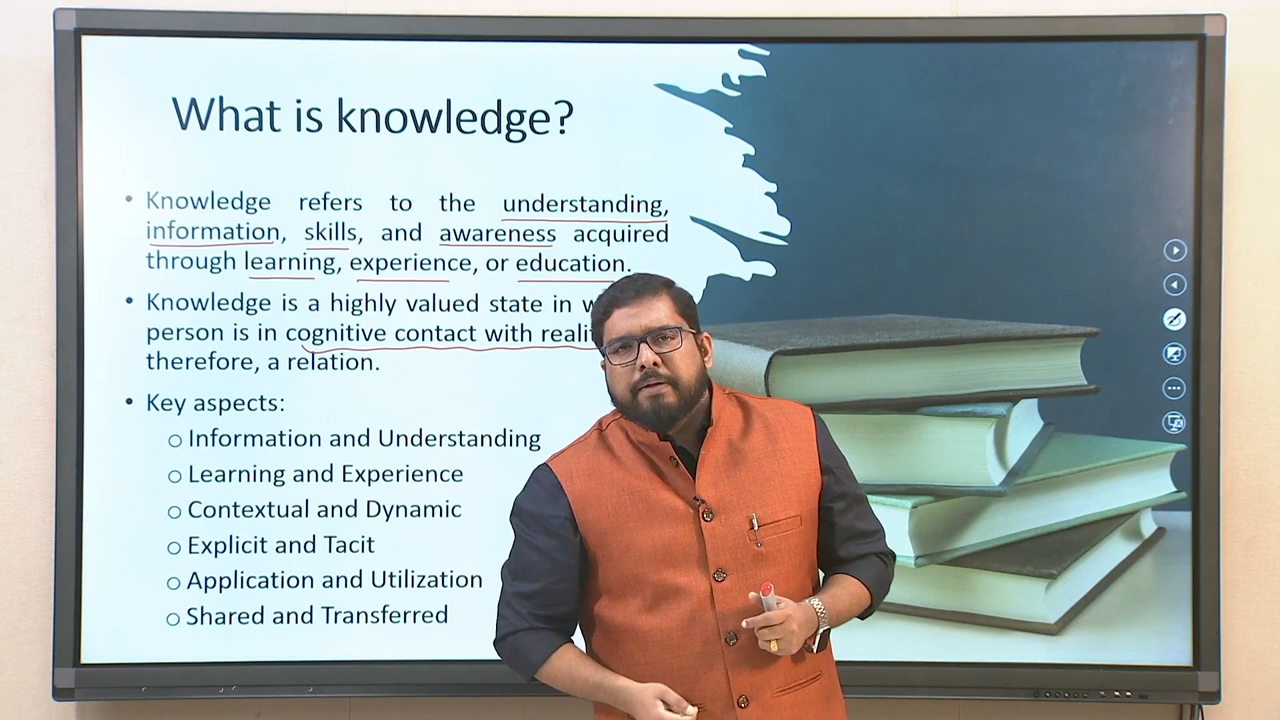 What is knowledge?
• Knowledge refers to the understanding,
information, skills, and awareness acquired
through learning, experience, or education.
• Knowledge is a highly valued state in
person is in cognitive contact with
therefore, a relation.
• Key aspects:
o Information and Understanding
o Learning and Experience
o Contextual and Dynamic
o Explicit and Tacit
o Application and Utilization
o Shared and Transferred